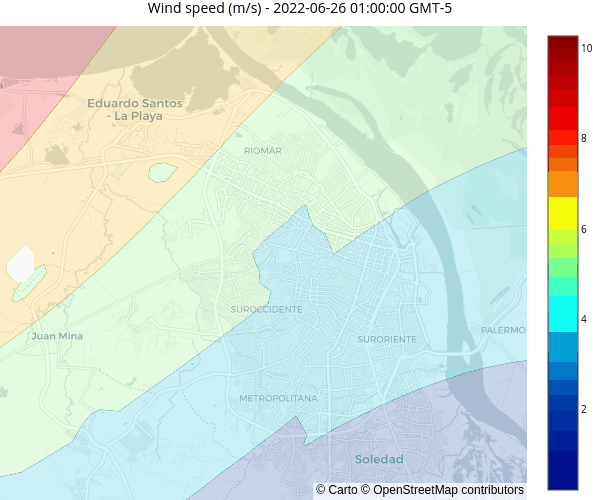 Wind speed (m/s) - 2022-06-26 01:00:00 GMT-5
10
Eduardo Santos
- La Playa
8
RIOMAR
6
SUROCCIDENTE
4
PALERMO
Juan Mina
SURORIENTE
METROPOLITANA
2
Soledad
© Carto © OpenStreetMap contributors